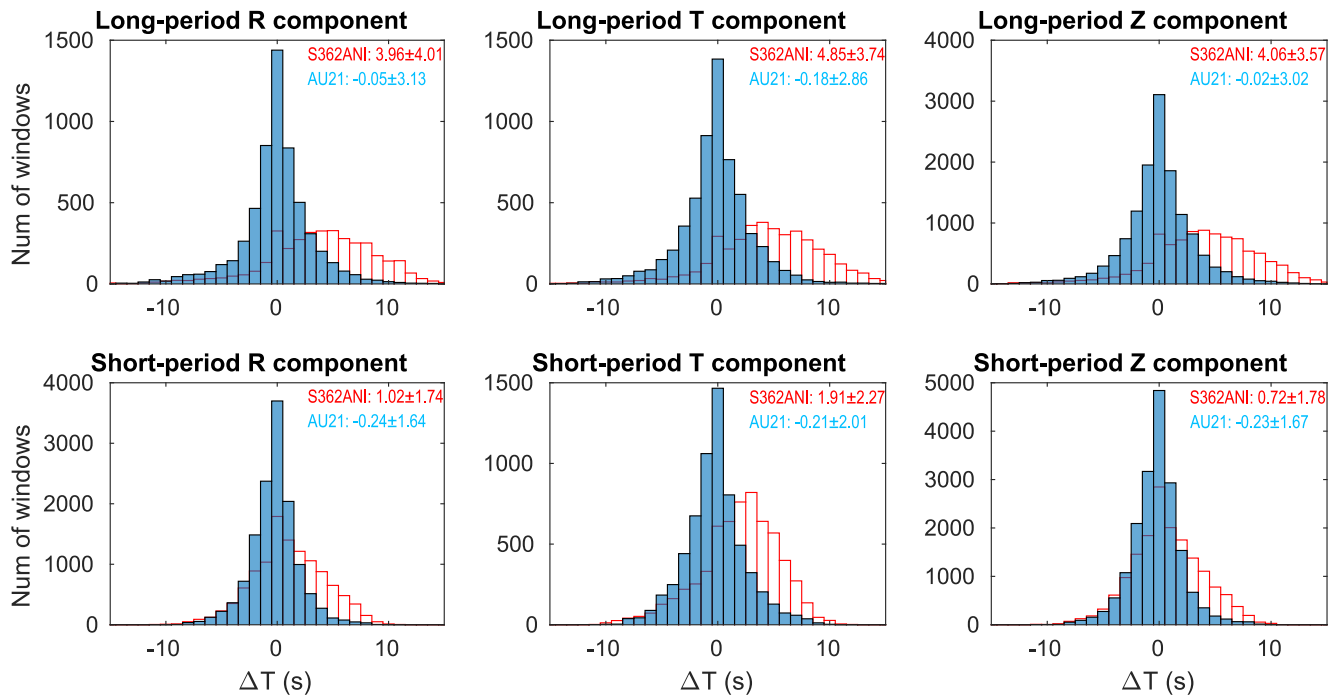 Long-period R component
1500
1000
500
0
Num of windows
S362ANI: 3.96±4.01
AU21: -0.05±3.13
-10
0
10
Long-period T component
1500
1000
500
0
S362ANI: 4.85±3.74
AU21: -0.18±2.86
-10
0
10
Long-period Z component
4000
3000
2000
1000
0
S362ANI: 4.06±3.57
AU21: -0.02±3.02
-10
0
10
Short-period R component
4000
3000
2000
1000
0
Num of windows
S362ANI: 1.02±1.74
AU21: -0.24±1.64
-10
0
10
ΔT (s)
Short-period T component
1500
1000
500
0
S362ANI: 1.91±2.27
AU21: -0.21±2.01
-10
0
10
ΔT (s)
Short-period Z component
5000
4000
3000
2000
1000
0
S362ANI: 0.72±1.78
AU21: -0.23±1.67
-10
0
10
ΔT (s)